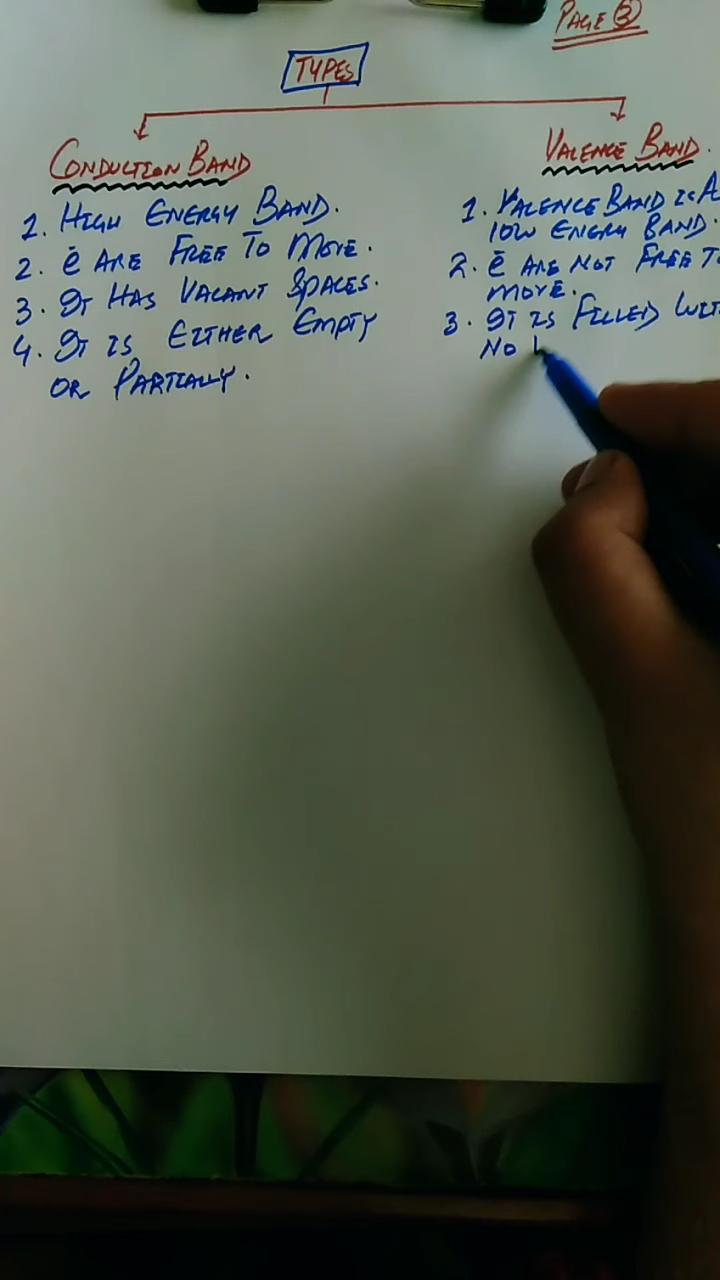 PAGE 3
TYPES
CONDUCTION BAND
1. HIGH ENERGY BAND.
2. ē ARE FREE TO MOVE.
3. IT HAS VACANT SPACES.
4. IT IS EITHER EMPTY
OR PARTIALLY.
VALENCE BAND.
1. VALENCE BAND IS A
LOW ENERGY BAND.
2. ē ARE NOT FREE TO
MOVE.
3. IT IS FILLED WIT
NO